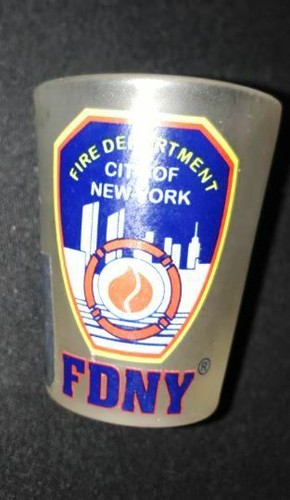 FIRE DEPARTMENT
CITY OF
NEW YORK
FDNY®